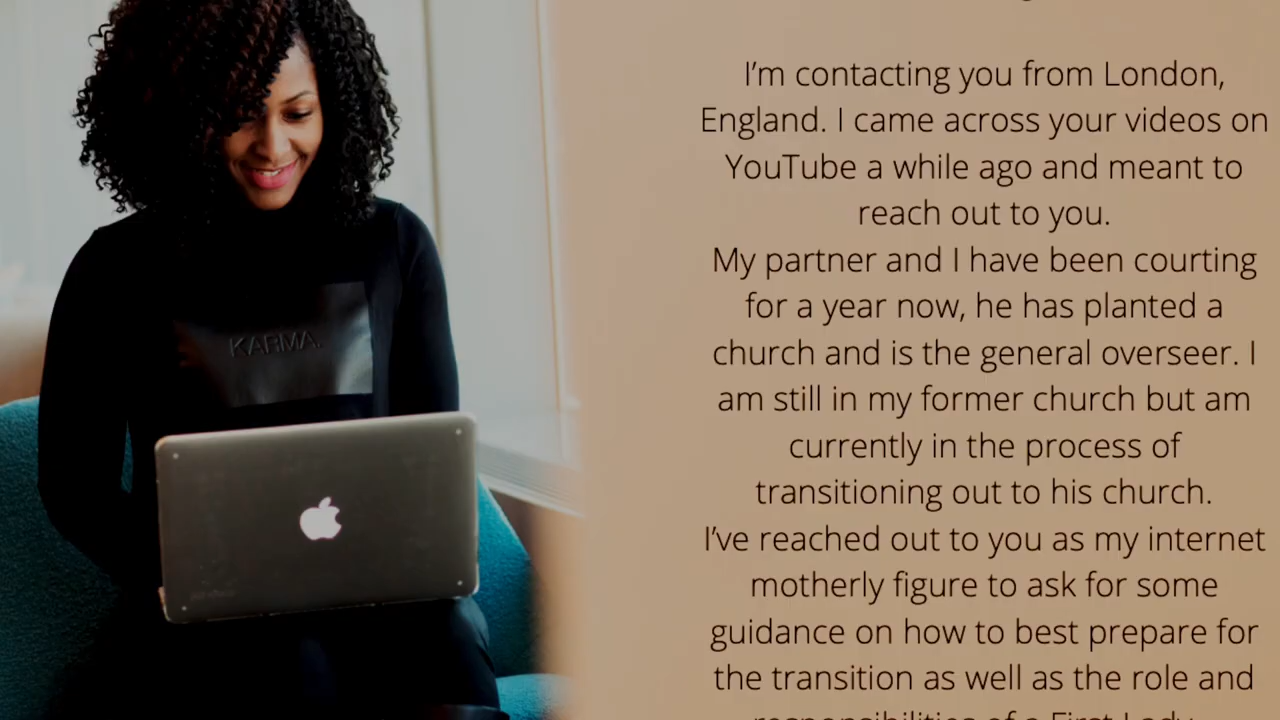 KARMA.
I’m contacting you from London,
England. I came across your videos on
YouTube a while ago and meant to
reach out to you.
My partner and I have been courting
for a year now, he has planted a
church and is the general overseer. I
am still in my former church but am
currently in the process of
transitioning out to his church.
I’ve reached out to you as my internet
motherly figure to ask for some
guidance on how to best prepare for
the transition as well as the role and
responsibilities of a First Lady